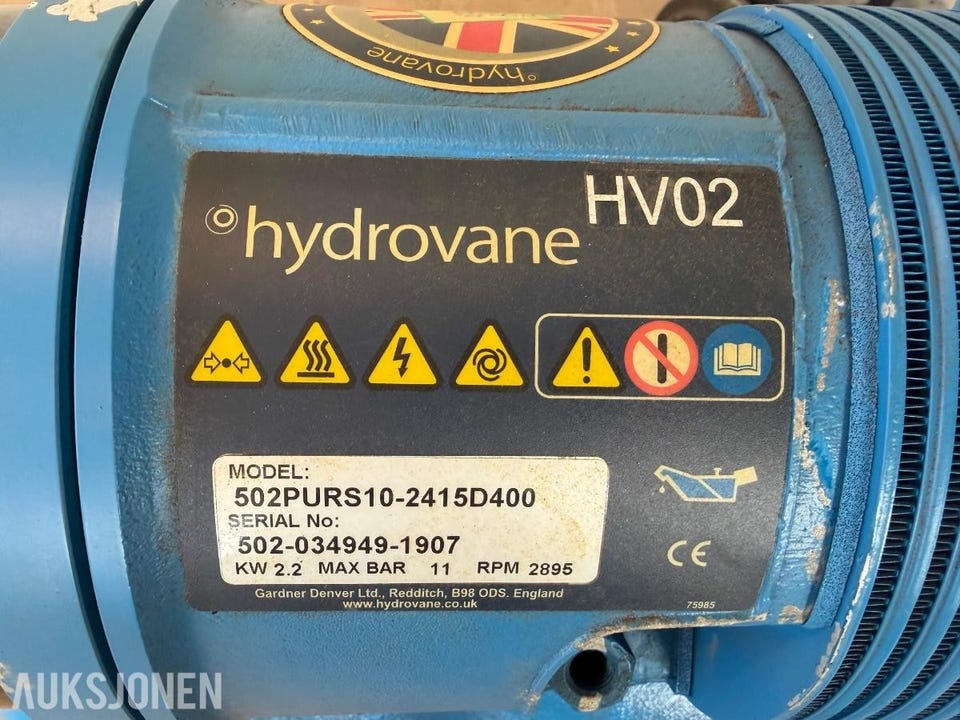 hydrovane
hydrovane HV02
MODEL:
502PURS10-2415D400
SERIAL No:
502-034949-1907
KW 2.2 MAX BAR 11 RPM 2895
Gardner Denver Ltd., Redditch, B98 ODS. England
www.hydrovane.co.uk
75985
CE
AUKSJONEN